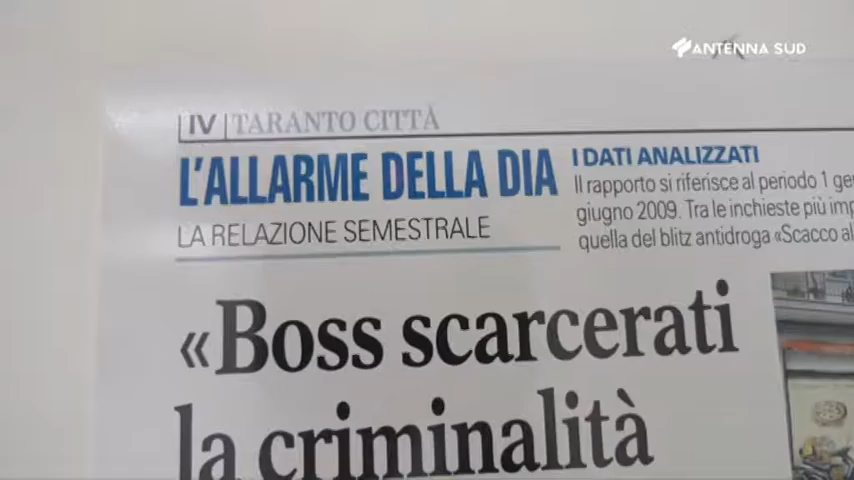 ANTENNA SUD
IV TARANTO CITTÀ
L'ALLARME DELLA DIA
LA RELAZIONE SEMESTRALE
I DATI ANALIZZATI
Il rapporto si riferisce al periodo 1
giugno 2009. Tra le inchieste più
quella del blitz antidroga «Scacco
«Boss scarcerati
la criminalità